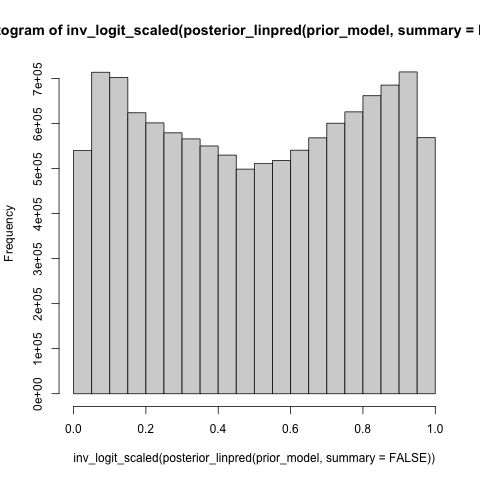 togram of inv_logit_scaled(posterior_linpred(prior_model, summary =
7e+05
6e+05
5e+05
4e+05
3e+05
2e+05
1e+05
0e+00
Frequency
0.0 0.2 0.4 0.6 0.8 1.0
inv_logit_scaled(posterior_linpred(prior_model, summary = FALSE))